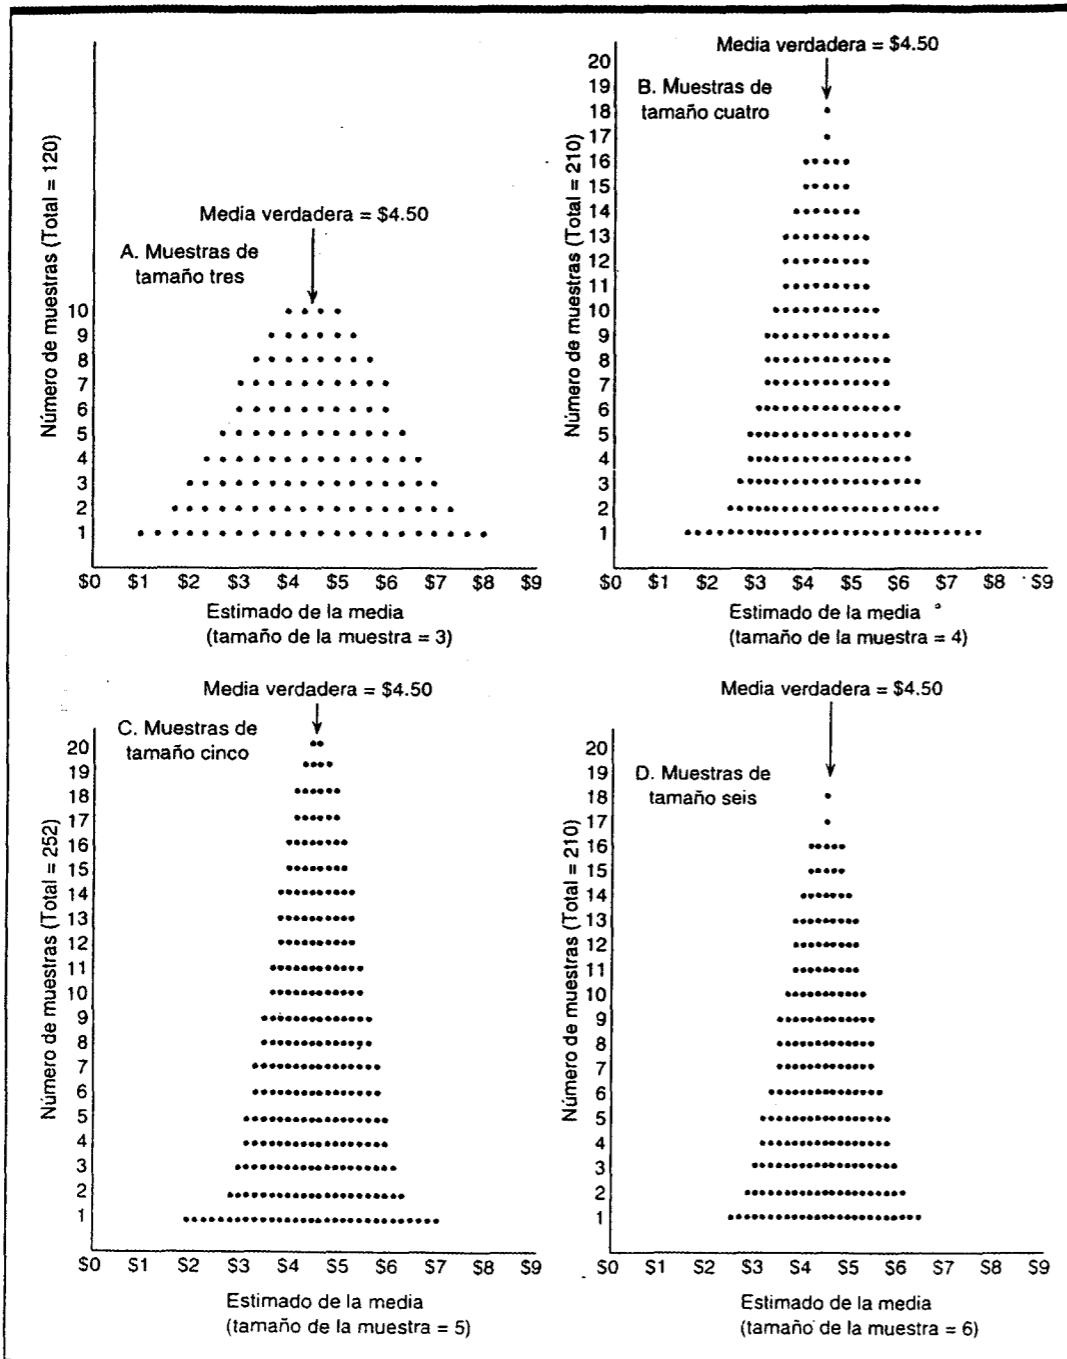 Media verdadera = $4.50
A. Muestras de
tamaño tres
Número de muestras (Total = 120)
10
9
8
7
6
5
4
3
2
1
$0 $1 $2 $3 $4 $5 $6 $7 $8 $9
Estimado de la media
(tamaño de la muestra = 3)
Media verdadera = $4.50
B. Muestras de
tamaño cuatro
Número de muestras (Total = 210)
20
19
18
17
16
15
14
13
12
11
10
9
8
7
6
5
4
3
2
1
$0 $1 $2 $3 $4 $5 $6 $7 $8 $9
Estimado de la media
(tamaño de la muestra = 4)
Media verdadera = $4.50
C. Muestras de
tamaño cinco
Número de muestras (Total = 252)
20
19
18
17
16
15
14
13
12
11
10
9
8
7
6
5
4
3
2
1
$0 $1 $2 $3 $4 $5 $6 $7 $8 $9
Estimado de la media
(tamaño de la muestra = 5)
Media verdadera = $4.50
D. Muestras de
tamaño seis
Número de muestras (Total = 210)
20
19
18
17
16
15
14
13
12
11
10
9
8
7
6
5
4
3
2
1
$0 $1 $2 $3 $4 $5 $6 $7 $8 $9
Estimado de la media
(tamaño de la muestra = 6)